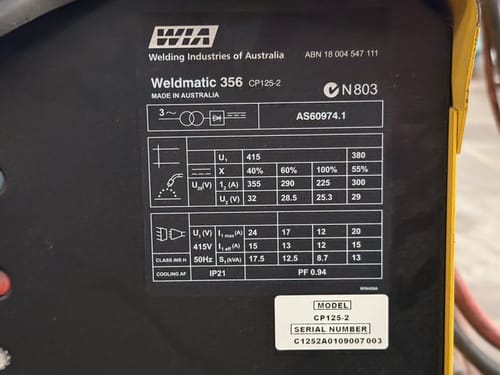 WIA
Welding Industries of Australia ABN 18 004 547 111
Weldmatic 356 CP125-2
MADE IN AUSTRALIA
N803
3~
AS60974.1
U1 415 380
X 40% 60% 100% 55%
U20(V) I2 (A) 355 290 225 300
U2 (V) 32 28.5 25.3 29
U1 (V) I1 max (A) 24 17 12 20
415V I1 eff (A) 15 13 12 15
CLASS INS H 50Hz S1(kVA) 17.5 12.5 8.7 13
COOLING AF IP21 PF 0.94
MODEL
CP125-2
SERIAL NUMBER
C1252A0109007003